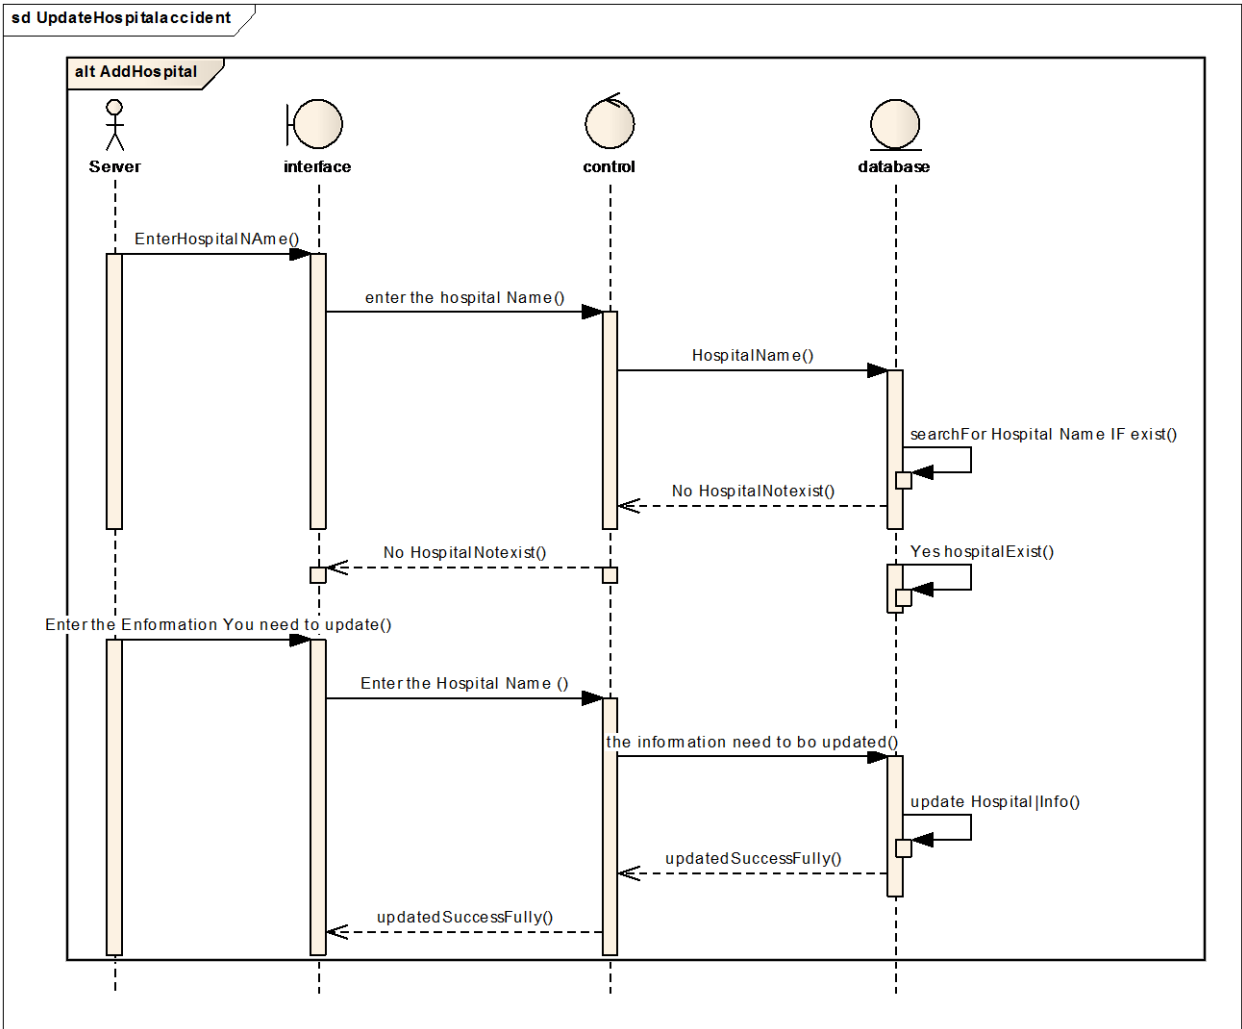 sd UpdateHospitalaccident
alt AddHospital
Server
interface
control
database
EnterHospitalNAme()
enter the hospital Name()
HospitalName()
searchFor Hospital Name IF exist()
No HospitalNotexist()
No HospitalNotexist()
Yes hospitalExist()
Enter the Enformation You need to update()
Enter the Hospital Name ()
the information need to bo updated()
update Hospital|Info()
updatedSuccessFully()
updatedSuccessFully()